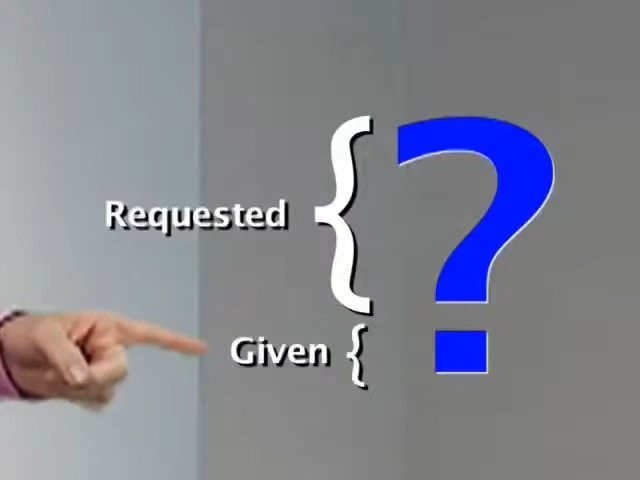 Requested {
?
Given {